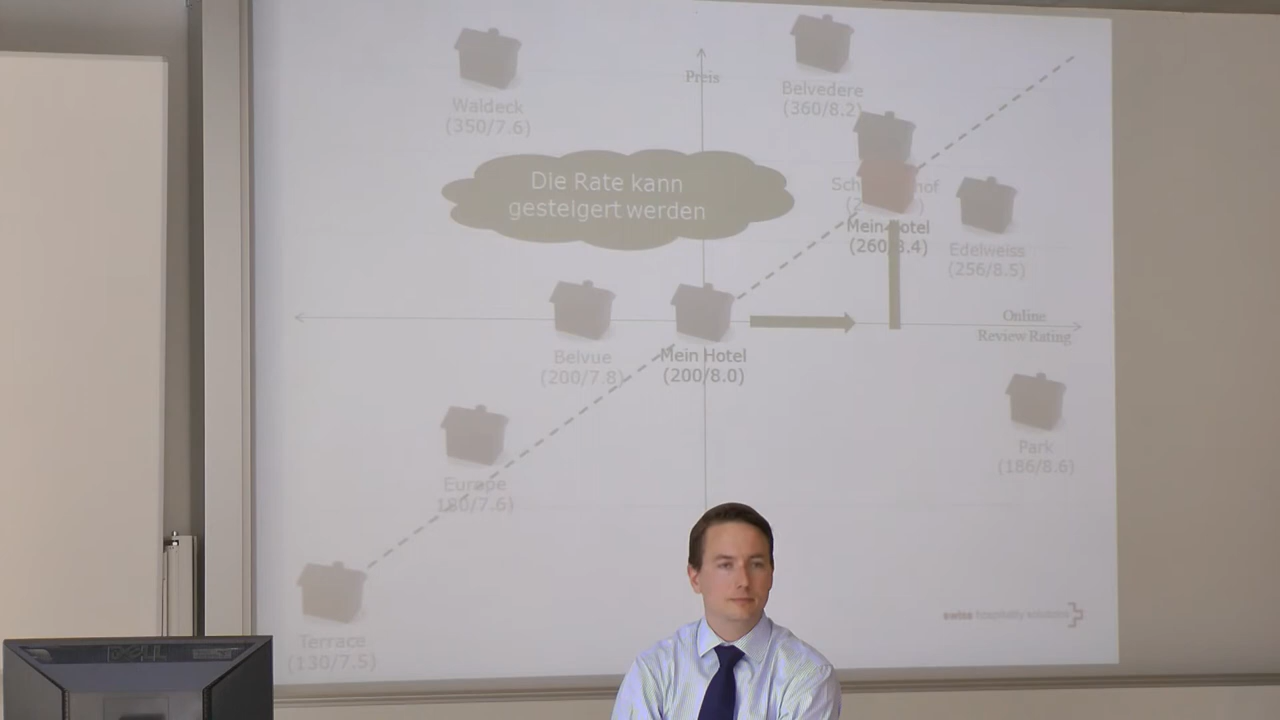 Preis
Waldeck
(350/7.6)
Belvedere
(360/8.2)
Die Rate kann
gesteigert werden
Mein Hotel
(260/8.4)
Edelweiss
(256/8.5)
Online
Review Rating
Belvue
(200/7.8)
Mein Hotel
(200/8.0)
Park
(186/8.6)
Europe
180/7.6)
Terrace
(130/7.5)
swiss hospitality solutions
DELL